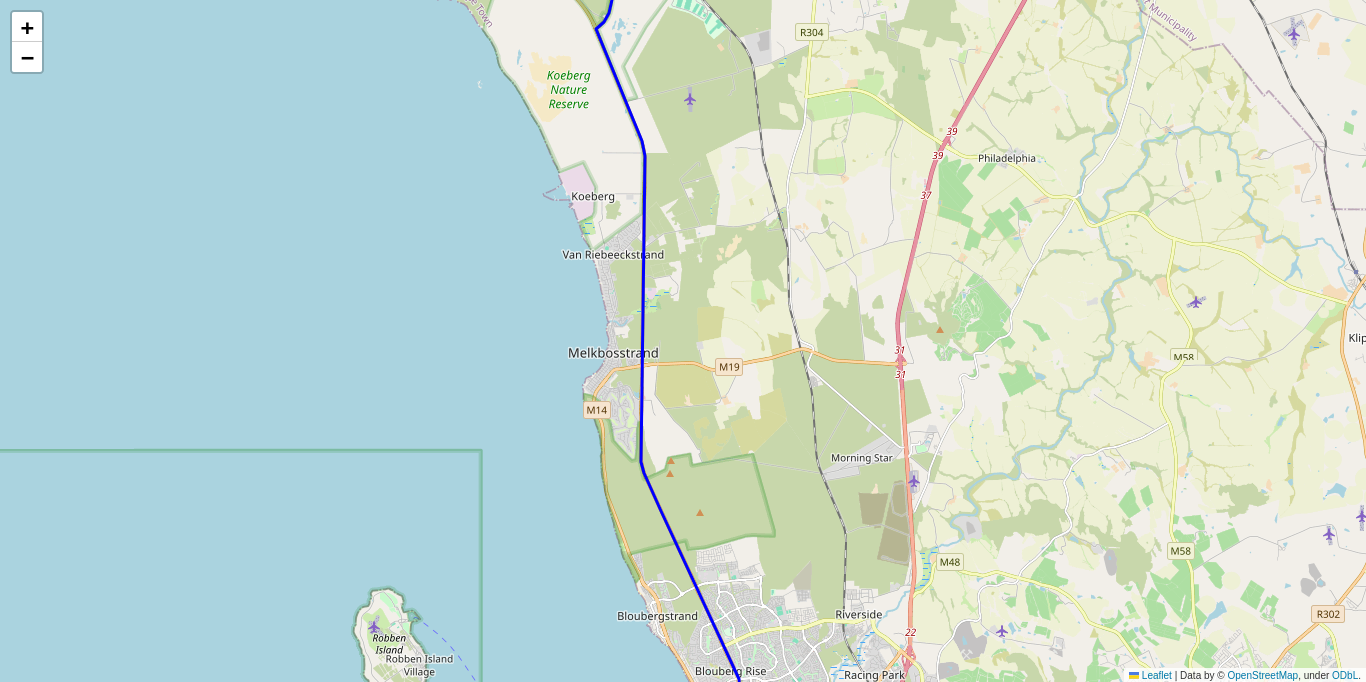 +
−
Town
Municipality
R304
Koeberg
Nature
Reserve
39
Philadelphia
39
37
Koeberg
Van Riebeeckstrand
Melkbosstrand
31
M58
Klip
M19
31
M14
Morning Star
M58
M48
R302
Bloubergstrand
Riverside
22
Robben
Island
Robben Island
Village
Blouberg Rise
Racing Park
Leaflet | Data by © OpenStreetMap, under ODbL.